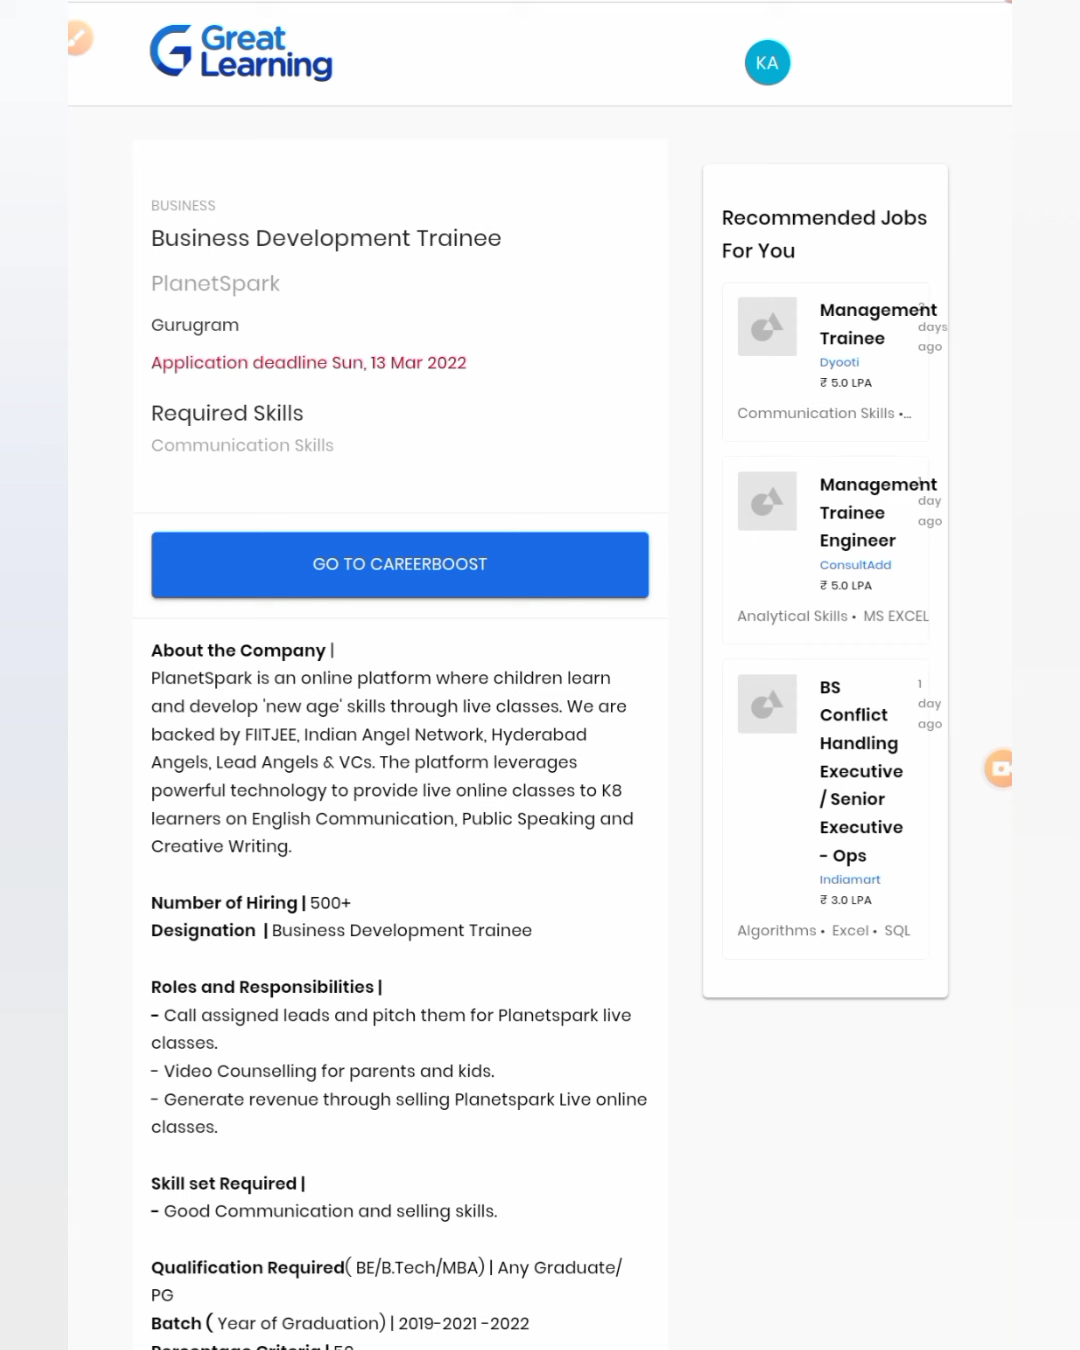 Great
Learning
KA
BUSINESS
Business Development Trainee
PlanetSpark
Gurugram
Application deadline Sun, 13 Mar 2022
Required Skills
Communication Skills
GO TO CAREERBOOST
About the Company |
PlanetSpark is an online platform where children learn
and develop 'new age' skills through live classes. We are
backed by FIITJEE, Indian Angel Network, Hyderabad
Angels, Lead Angels & VCs. The platform leverages
powerful technology to provide live online classes to K8
learners on English Communication, Public Speaking and
Creative Writing.
Number of Hiring | 500+
Designation | Business Development Trainee
Roles and Responsibilities |
- Call assigned leads and pitch them for Planetspark live
classes.
- Video Counselling for parents and kids.
- Generate revenue through selling Planetspark Live online
classes.
Skill set Required |
- Good Communication and selling skills.
Qualification Required( BE/B.Tech/MBA) | Any Graduate/
PG
Batch ( Year of Graduation) | 2019-2021 -2022
Percentage Criteria | 50
Recommended Jobs
For You
Management
Trainee
days
ago
Dyooti
₹ 5.0 LPA
Communication Skills •...
Management
Trainee
Engineer
day
ago
ConsultAdd
₹ 5.0 LPA
Analytical Skills • MS EXCEL
BS
Conflict
Handling
Executive
/ Senior
Executive
- Ops
1
day
ago
Indiamart
₹ 3.0 LPA
Algorithms • Excel • SQL